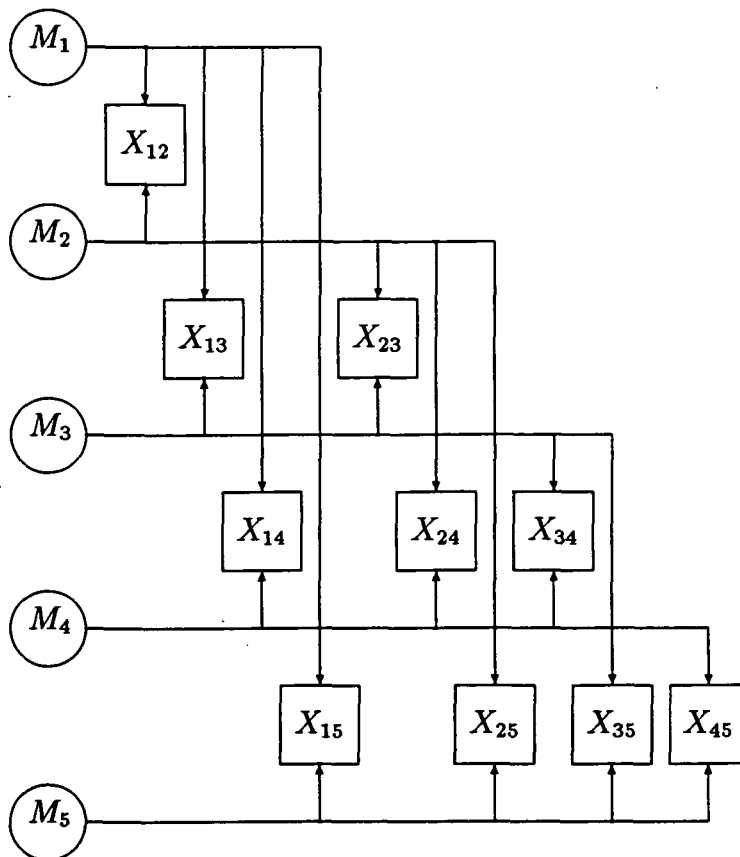 M₁
X₁₂
M₂
X₁₃ X₂₃
M₃
X₁₄ X₂₄ X₃₄
M₄
X₁₅ X₂₅ X₃₅ X₄₅
M₅